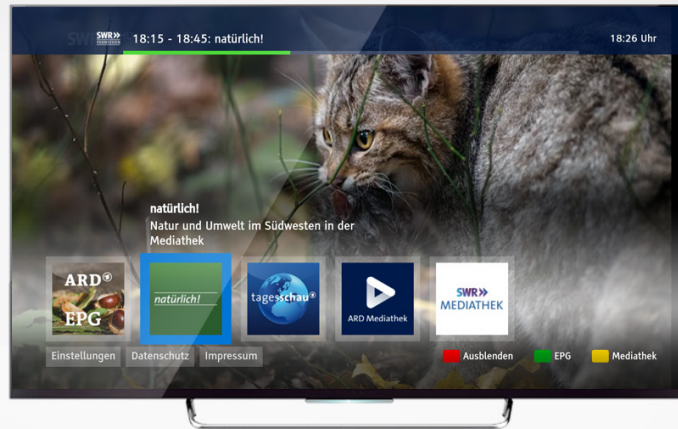 SWR»
18:15 - 18:45: natürlich!
18:26 Uhr
natürlich!
Natur und Umwelt im Südwesten in der
Mediathek
ARD
EPG
natürlich!
tagesschau
ARD Mediathek
SWR»
MEDIATHEK
Einstellungen
Datenschutz
Impressum
Ausblenden
EPG
Mediathek